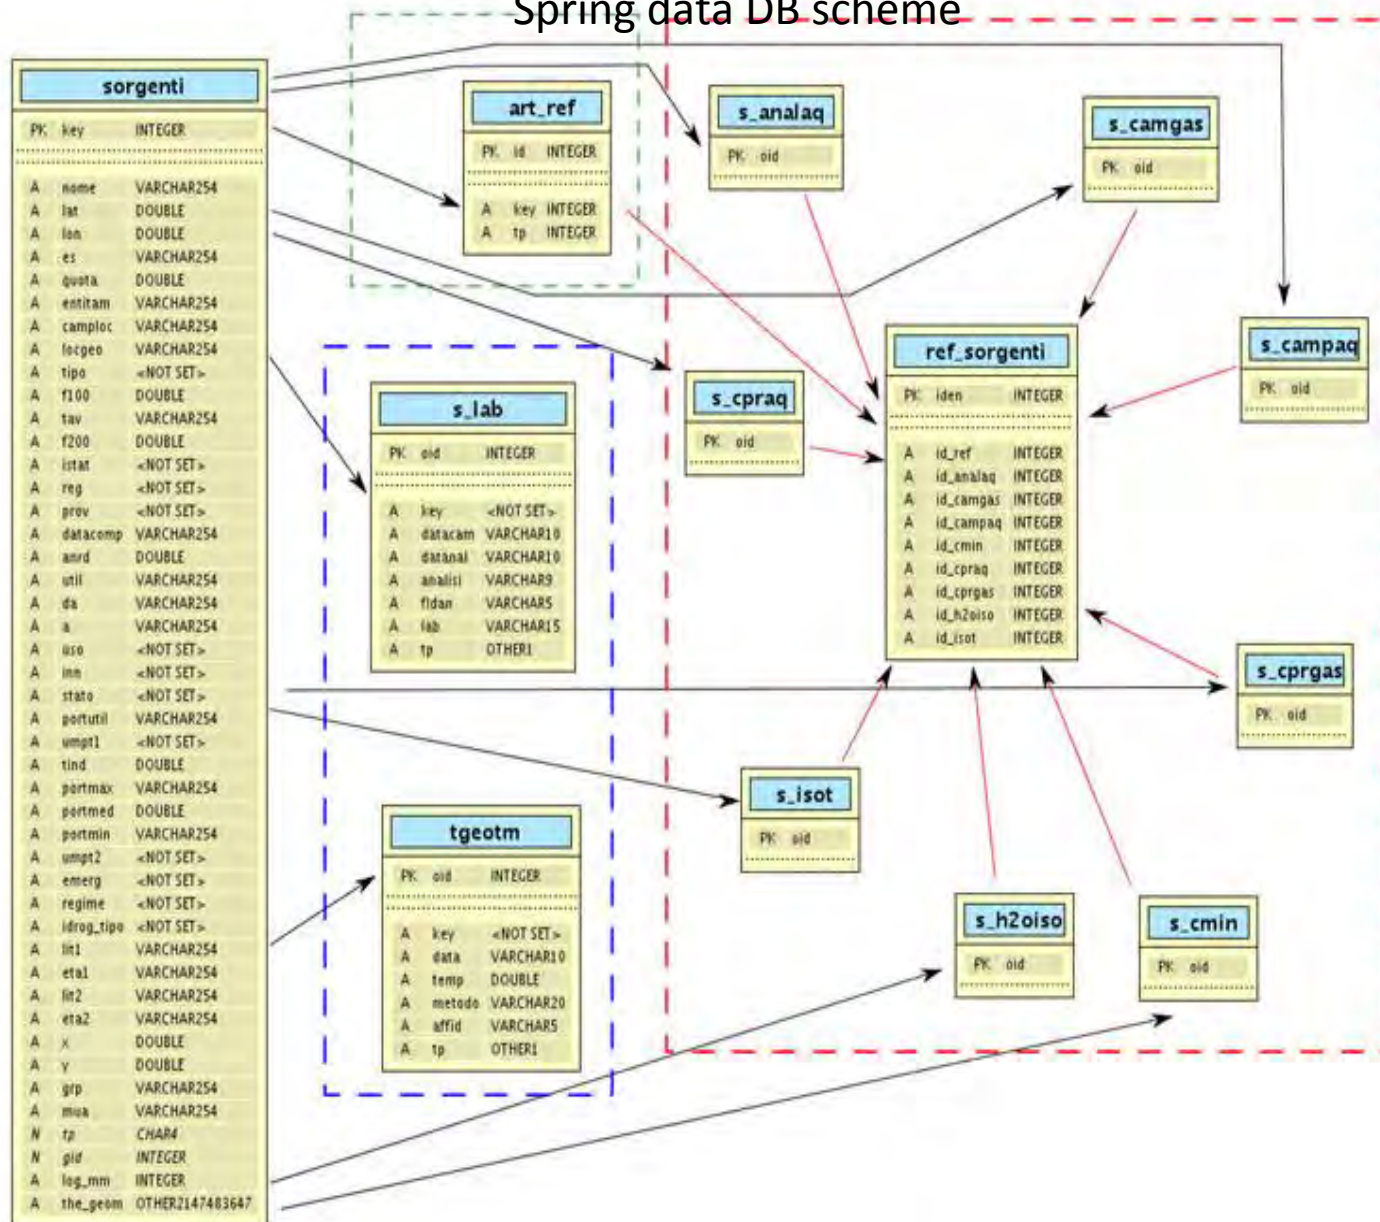 Spring data DB scheme
sorgenti
PK key INTEGER
A nome VARCHAR254
A lat DOUBLE
A lon DOUBLE
A es VARCHAR254
A quota DOUBLE
A entitam VARCHAR254
A camploc VARCHAR254
A locgeo VARCHAR254
A tipo <NOT SET>
A f100 DOUBLE
A tav VARCHAR254
A f200 DOUBLE
A istat <NOT SET>
A reg <NOT SET>
A prov <NOT SET>
A datacomp VARCHAR254
A anrd DOUBLE
A util VARCHAR254
A da VARCHAR254
A a VARCHAR254
A uso <NOT SET>
A inn <NOT SET>
A stato <NOT SET>
A portutil VARCHAR254
A umpt1 <NOT SET>
A tind DOUBLE
A portmax VARCHAR254
A portmed DOUBLE
A portmin VARCHAR254
A umpt2 <NOT SET>
A emerg <NOT SET>
A regime <NOT SET>
A idrog_tipo <NOT SET>
A lit1 VARCHAR254
A eta1 VARCHAR254
A lit2 VARCHAR254
A eta2 VARCHAR254
A x DOUBLE
A y DOUBLE
A grp VARCHAR254
A mua VARCHAR254
N tp CHAR4
N gid INTEGER
A log_mm INTEGER
A the_geom OTHER2147483647
art_ref
PK id INTEGER
A key INTEGER
A tp INTEGER
s_lab
PK oid INTEGER
A key <NOT SET>
A datacam VARCHAR10
A datanal VARCHAR10
A analisi VARCHAR9
A fldan VARCHAR5
A lab VARCHAR15
A tp OTHER1
tgeotm
PK oid INTEGER
A key <NOT SET>
A data VARCHAR10
A temp DOUBLE
A metodo VARCHAR20
A affid VARCHAR5
A tp OTHER1
s_analaq
PK oid
s_camgas
PK oid
s_cpraq
PK oid
ref_sorgenti
PK iden INTEGER
A id_ref INTEGER
A id_analaq INTEGER
A id_camgas INTEGER
A id_campaq INTEGER
A id_cmin INTEGER
A id_cpraq INTEGER
A id_cprgas INTEGER
A id_h2oiso INTEGER
A id_isot INTEGER
s_campaq
PK oid
s_cprgas
PK oid
s_isot
PK oid
s_h2oiso
PK oid
s_cmin
PK oid